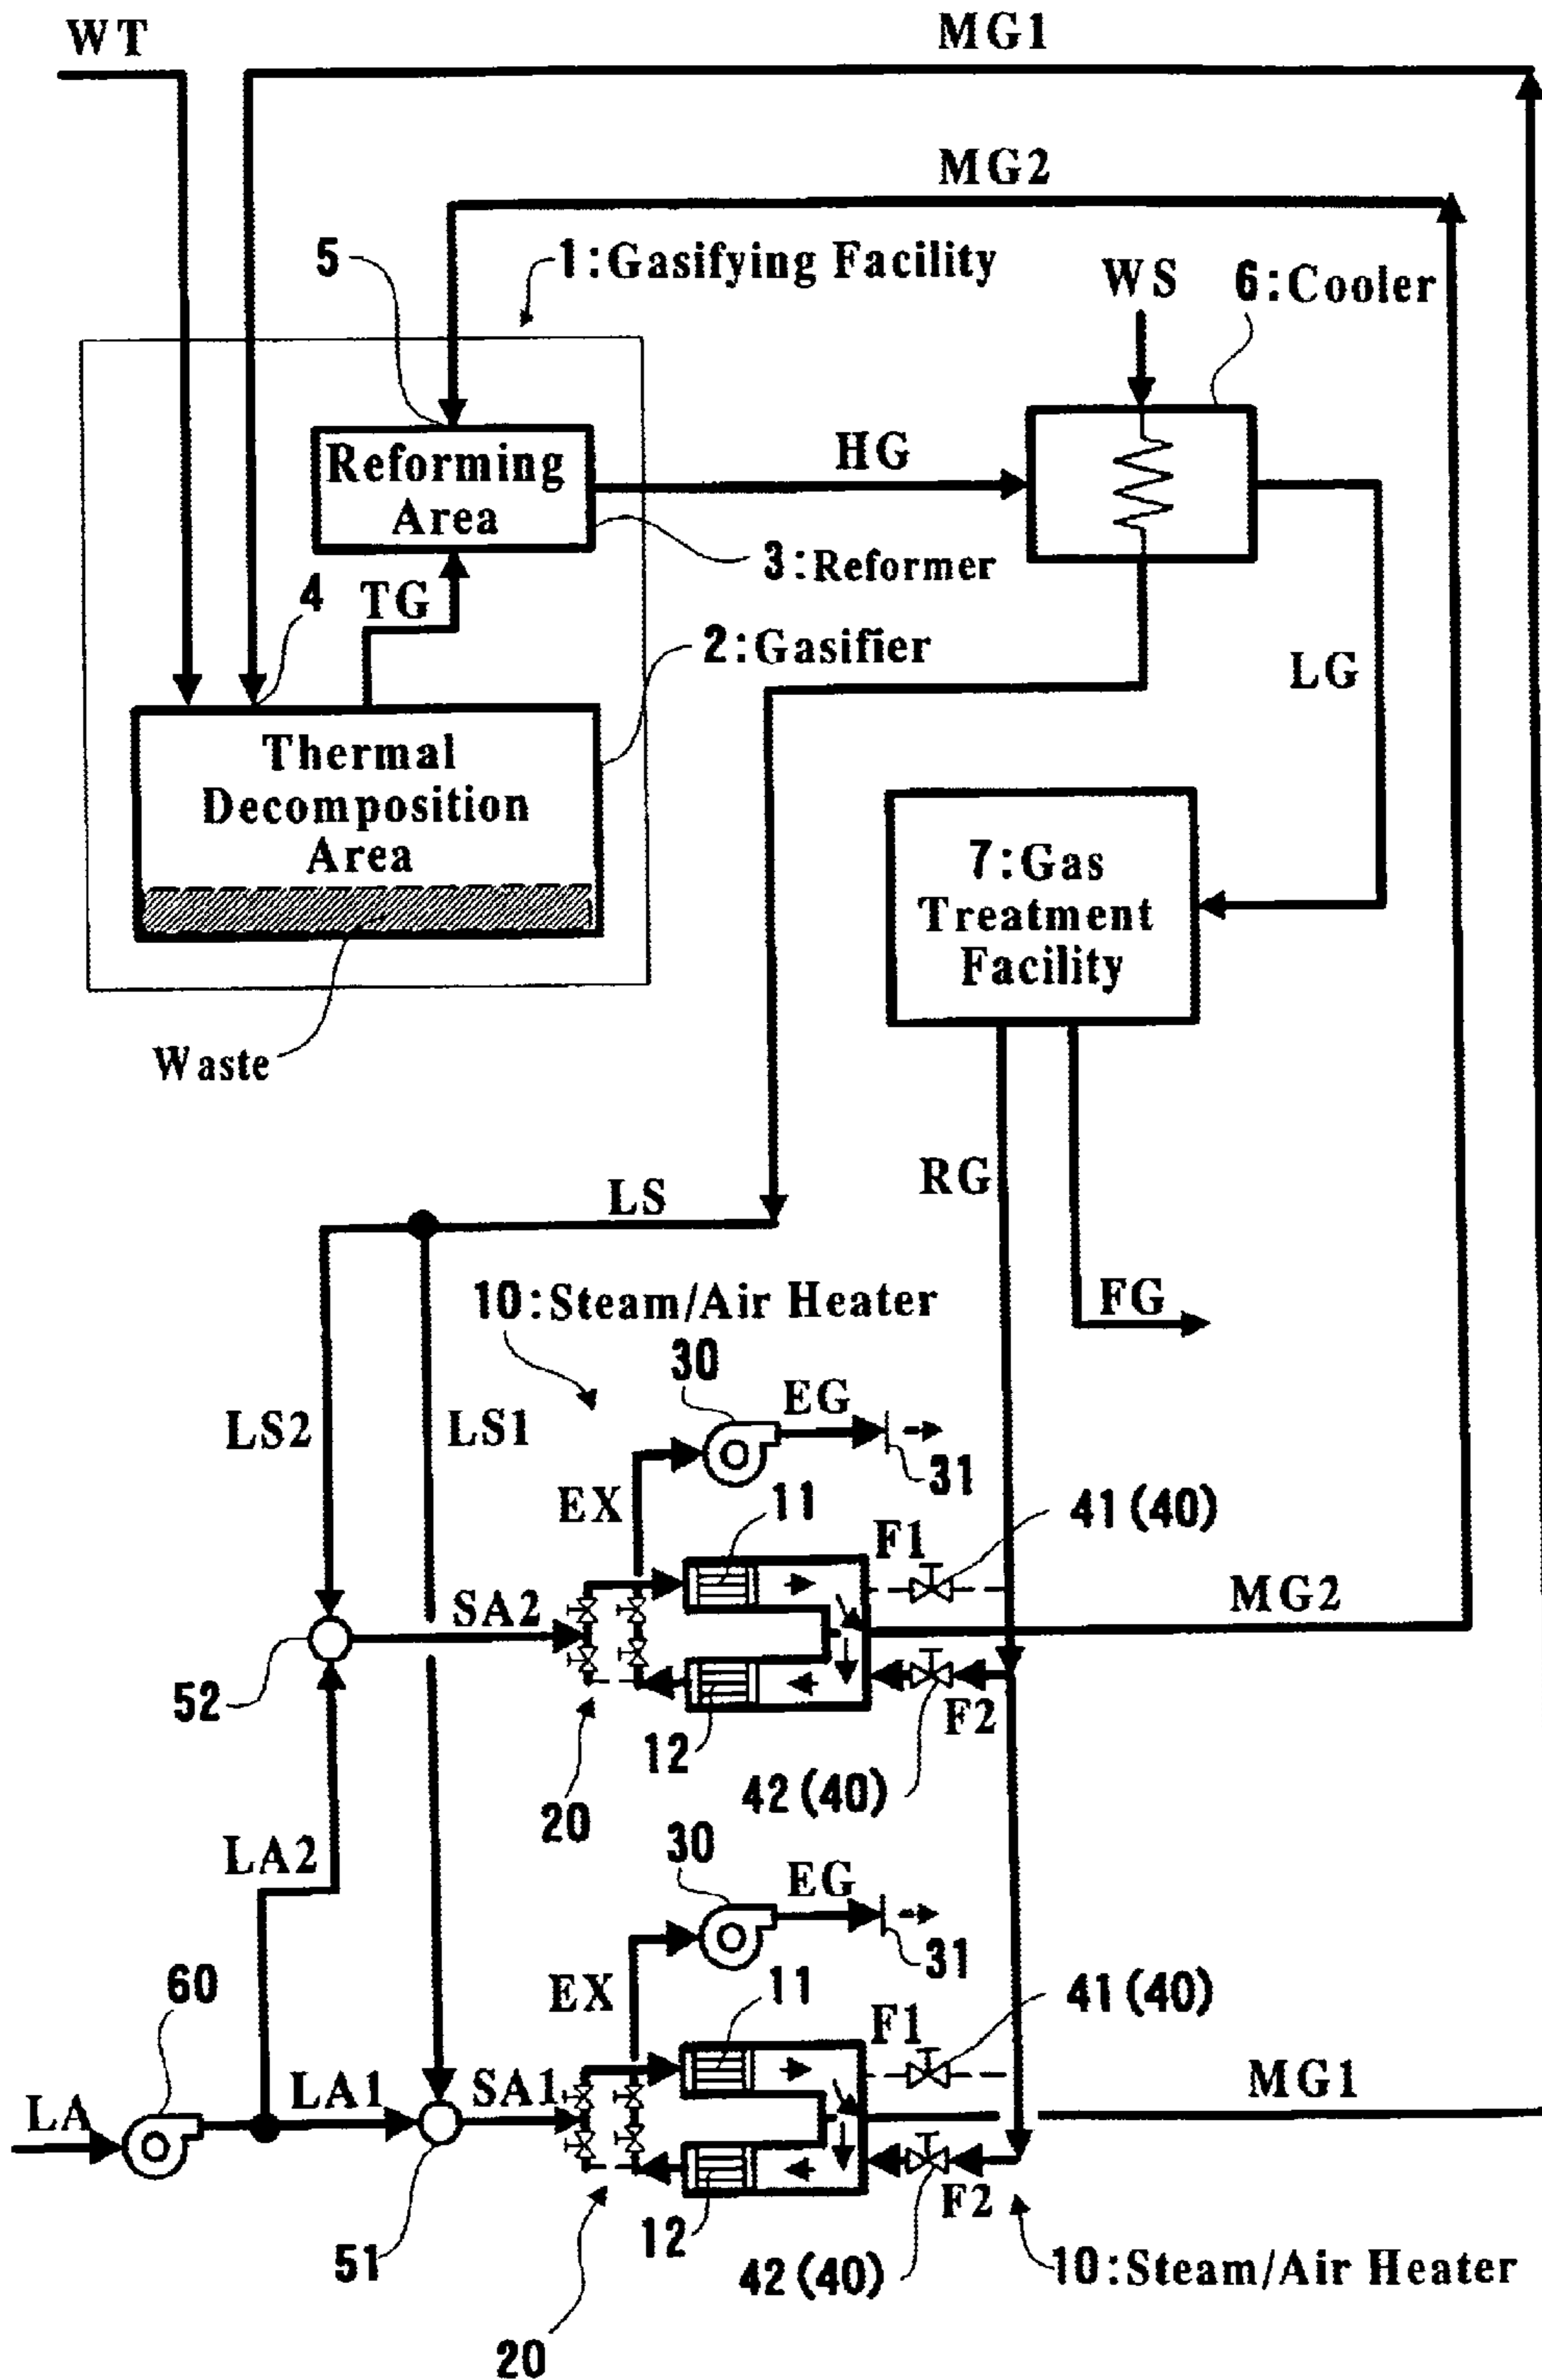 WT
MG1
MG2
5
1:Gasifying Facility
WS
6:Cooler
Reforming
Area
HG
3:Reformer
4
TG
2:Gasifier
LG
Thermal
Decomposition
Area
7:Gas
Treatment
Facility
Waste
RG
LS
FG
10:Steam/Air Heater
30
EG
LS2
LS1
31
EX
11
F1
41(40)
SA2
MG2
52
12
F2
42(40)
20
LA2
30
EG
31
60
EX
11
F1
41(40)
LA
LA1
SA1
MG1
51
12
F2
42(40)
10:Steam/Air Heater
20